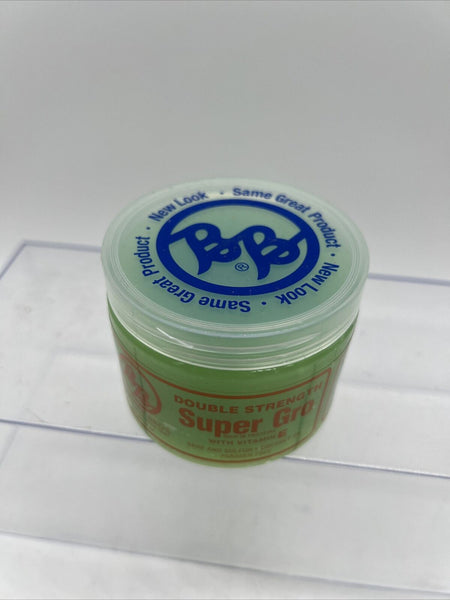 New Look · Same Great Product · New Look · Same Great Product ·
BB
®
DOUBLE STRENGTH
Super Gro
WITH VITAMIN E